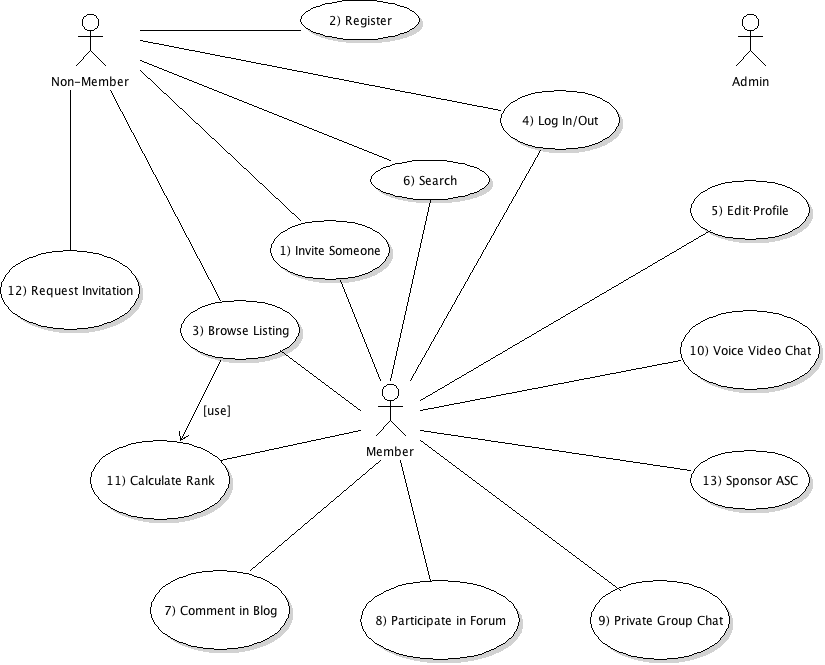 2) Register
Non-Member
Admin
4) Log In/Out
6) Search
5) Edit Profile
1) Invite Someone
12) Request Invitation
3) Browse Listing
10) Voice Video Chat
[use]
Member
11) Calculate Rank
13) Sponsor ASC
7) Comment in Blog
8) Participate in Forum
9) Private Group Chat